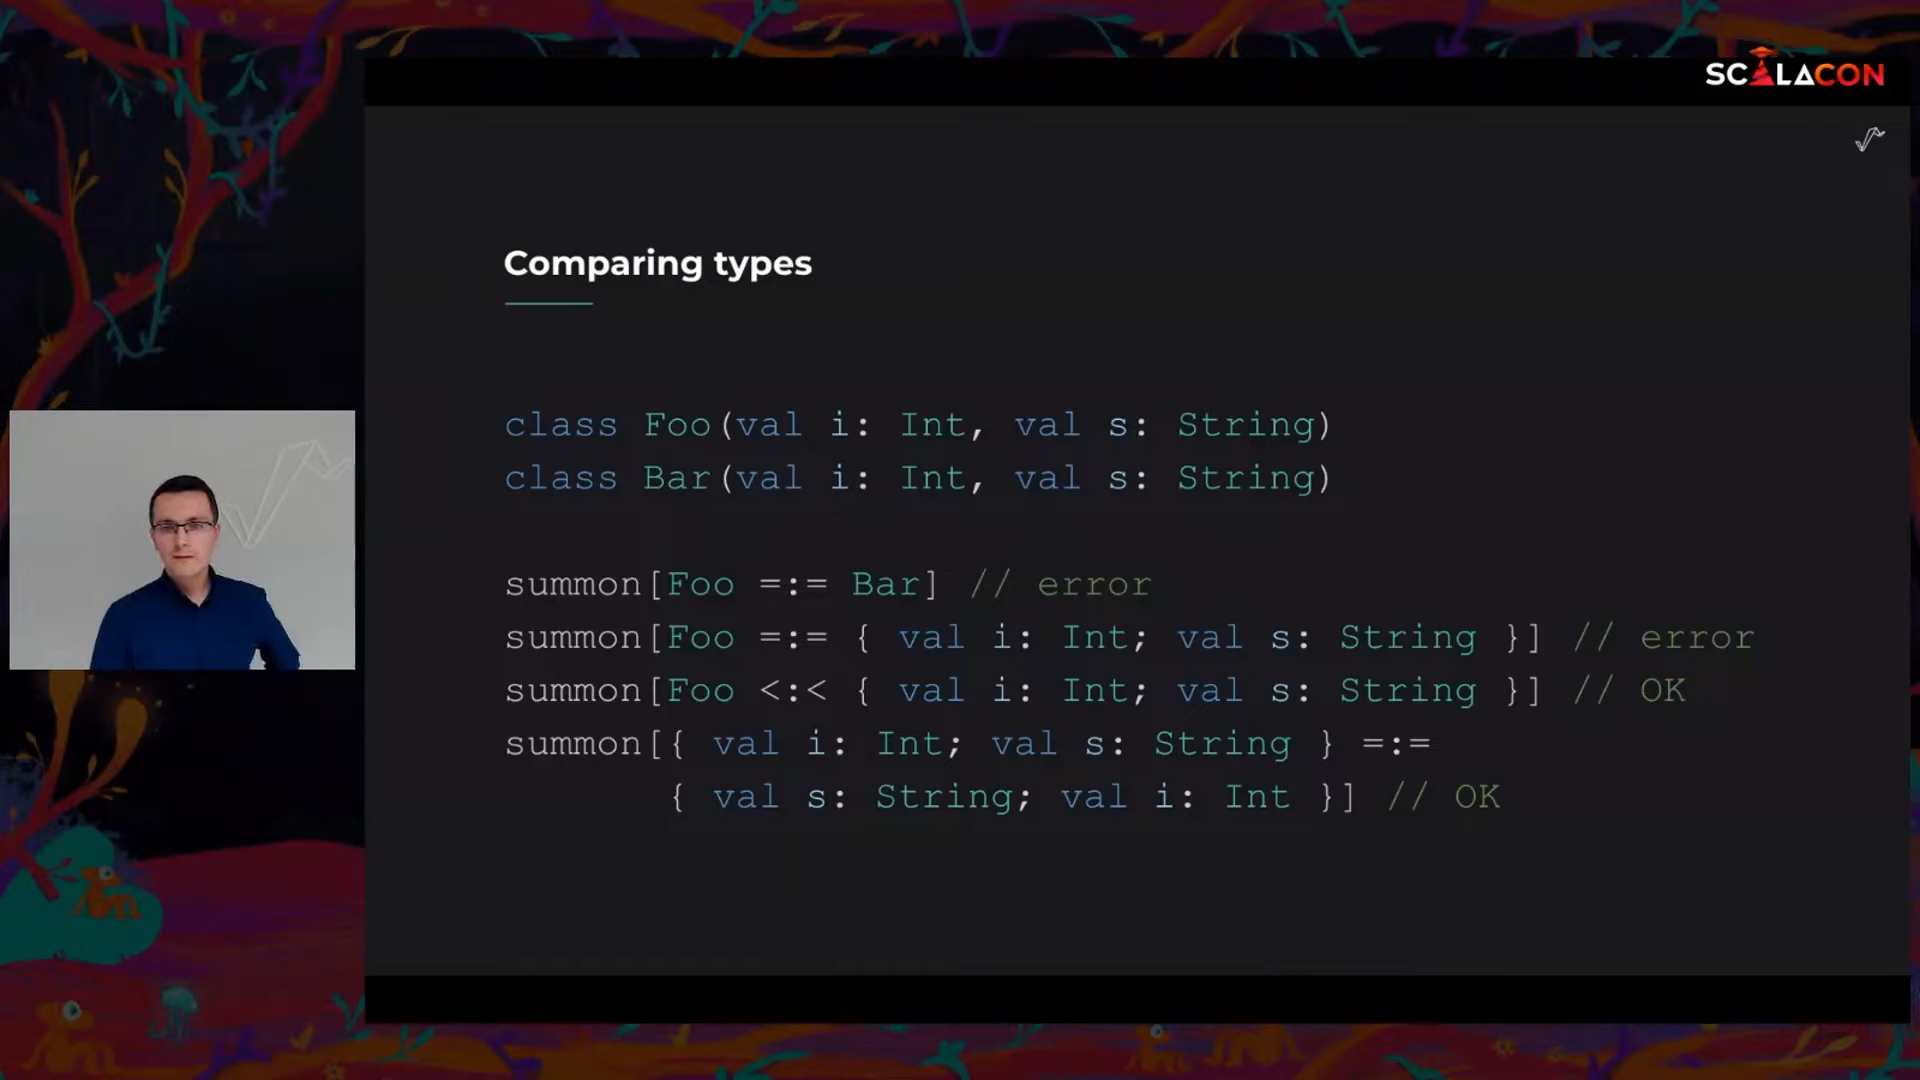 SCALACON
Comparing types
class Foo(val i: Int, val s: String)
class Bar(val i: Int, val s: String)
summon[Foo =:= Bar] // error
summon[Foo =:= { val i: Int; val s: String }] // error
summon[Foo <:< { val i: Int; val s: String }] // OK
summon[{ val i: Int; val s: String } =:=
{ val s: String; val i: Int }] // OK